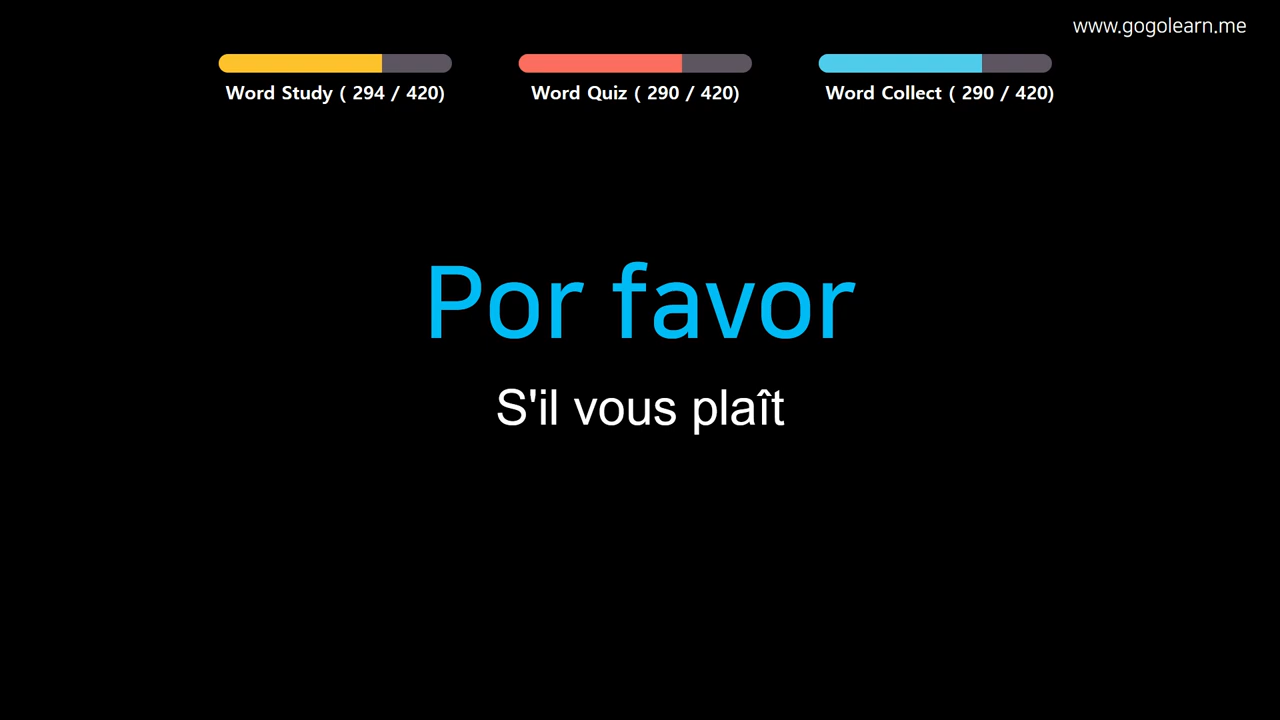 www.gogolearn.me
Word Study ( 294 / 420)
Word Quiz ( 290 / 420)
Word Collect ( 290 / 420)
Por favor
S'il vous plaît